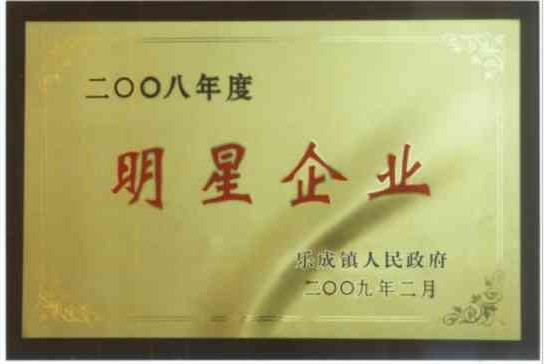 二〇〇八年度
明星企业
乐成镇人民政府
二〇〇九年二月